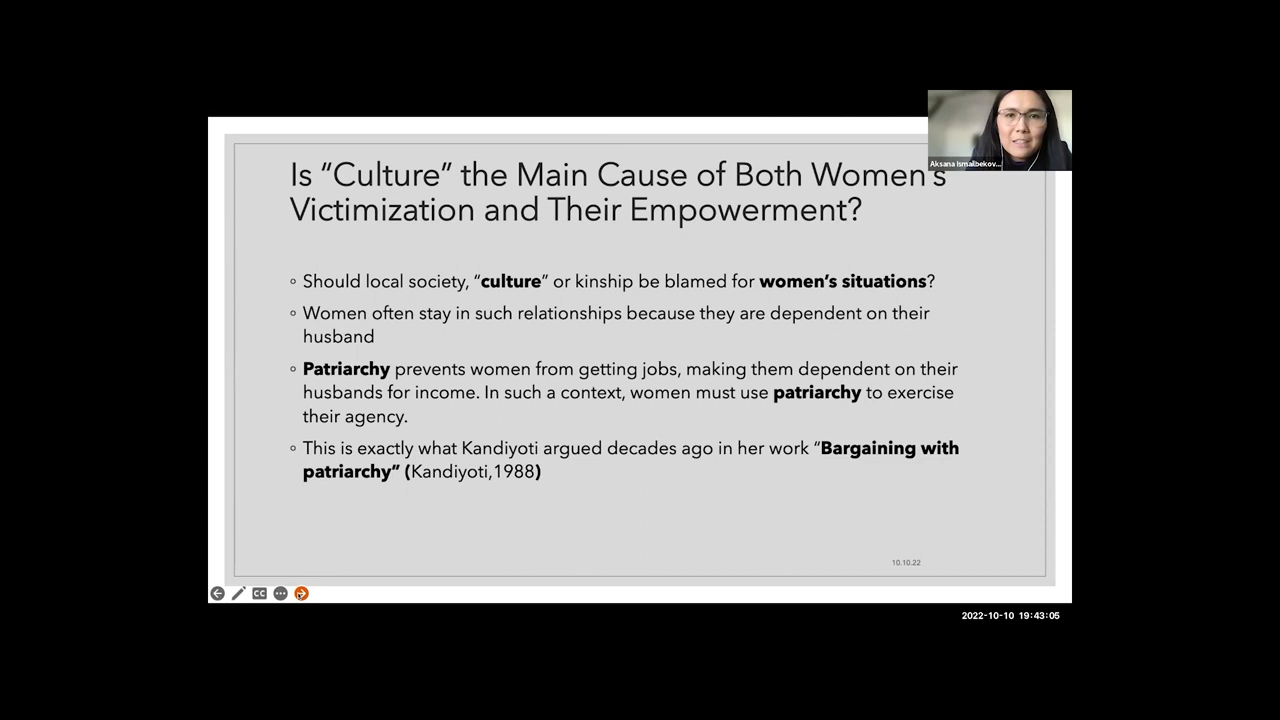 Aksana Ismailbekov...
Is “Culture” the Main Cause of Both Women’s
Victimization and Their Empowerment?
◦ Should local society, “culture” or kinship be blamed for women’s situations?
◦ Women often stay in such relationships because they are dependent on their
husband
◦ Patriarchy prevents women from getting jobs, making them dependent on their
husbands for income. In such a context, women must use patriarchy to exercise
their agency.
◦ This is exactly what Kandiyoti argued decades ago in her work “Bargaining with
patriarchy” (Kandiyoti,1988)
10.10.22
CC
2022-10-10 19:43:05